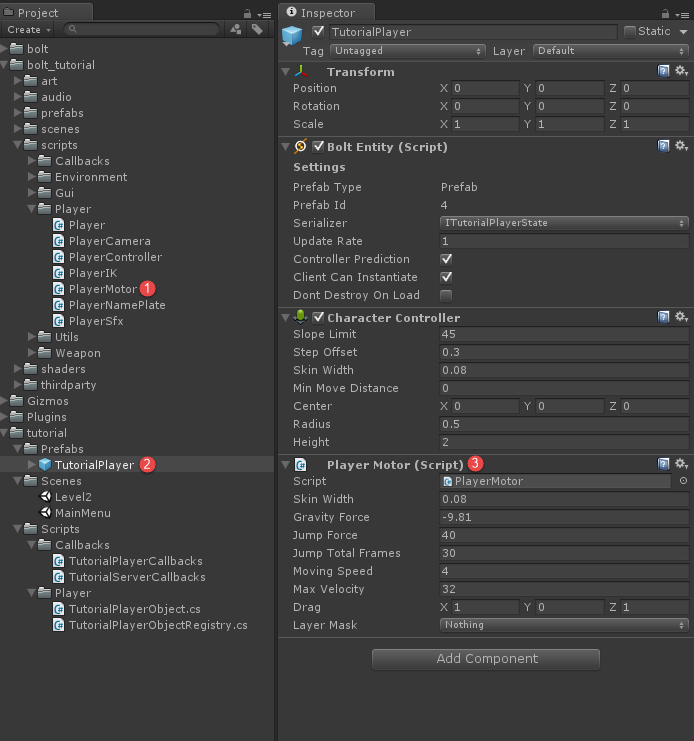 Project
Create
bolt
bolt_tutorial
art
audio
prefabs
scenes
scripts
Callbacks
Environment
Gui
Player
Player
PlayerCamera
PlayerController
PlayerIK
PlayerMotor 1
PlayerNamePlate
PlayerSfx
Utils
Weapon
shaders
thirdparty
Gizmos
Plugins
tutorial
Prefabs
TutorialPlayer 2
Scenes
Level2
MainMenu
Scripts
Callbacks
TutorialPlayerCallbacks
TutorialServerCallbacks
Player
TutorialPlayerObject.cs
TutorialPlayerObjectRegistry.cs
Inspector
TutorialPlayer Static
Tag Untagged Layer Default
Transform
Position X 0 Y 0 Z 0
Rotation X 0 Y 0 Z 0
Scale X 1 Y 1 Z 1
Bolt Entity (Script)
Settings
Prefab Type Prefab
Prefab Id 4
Serializer ITutorialPlayerState
Update Rate 1
Controller Prediction
Client Can Instantiate
Dont Destroy On Load
Character Controller
Slope Limit 45
Step Offset 0.3
Skin Width 0.08
Min Move Distance 0
Center X 0 Y 0 Z 0
Radius 0.5
Height 2
Player Motor (Script) 3
Script PlayerMotor
Skin Width 0.08
Gravity Force -9.81
Jump Force 40
Jump Total Frames 30
Moving Speed 4
Max Velocity 32
Drag X 1 Y 0 Z 1
Layer Mask Nothing
Add Component